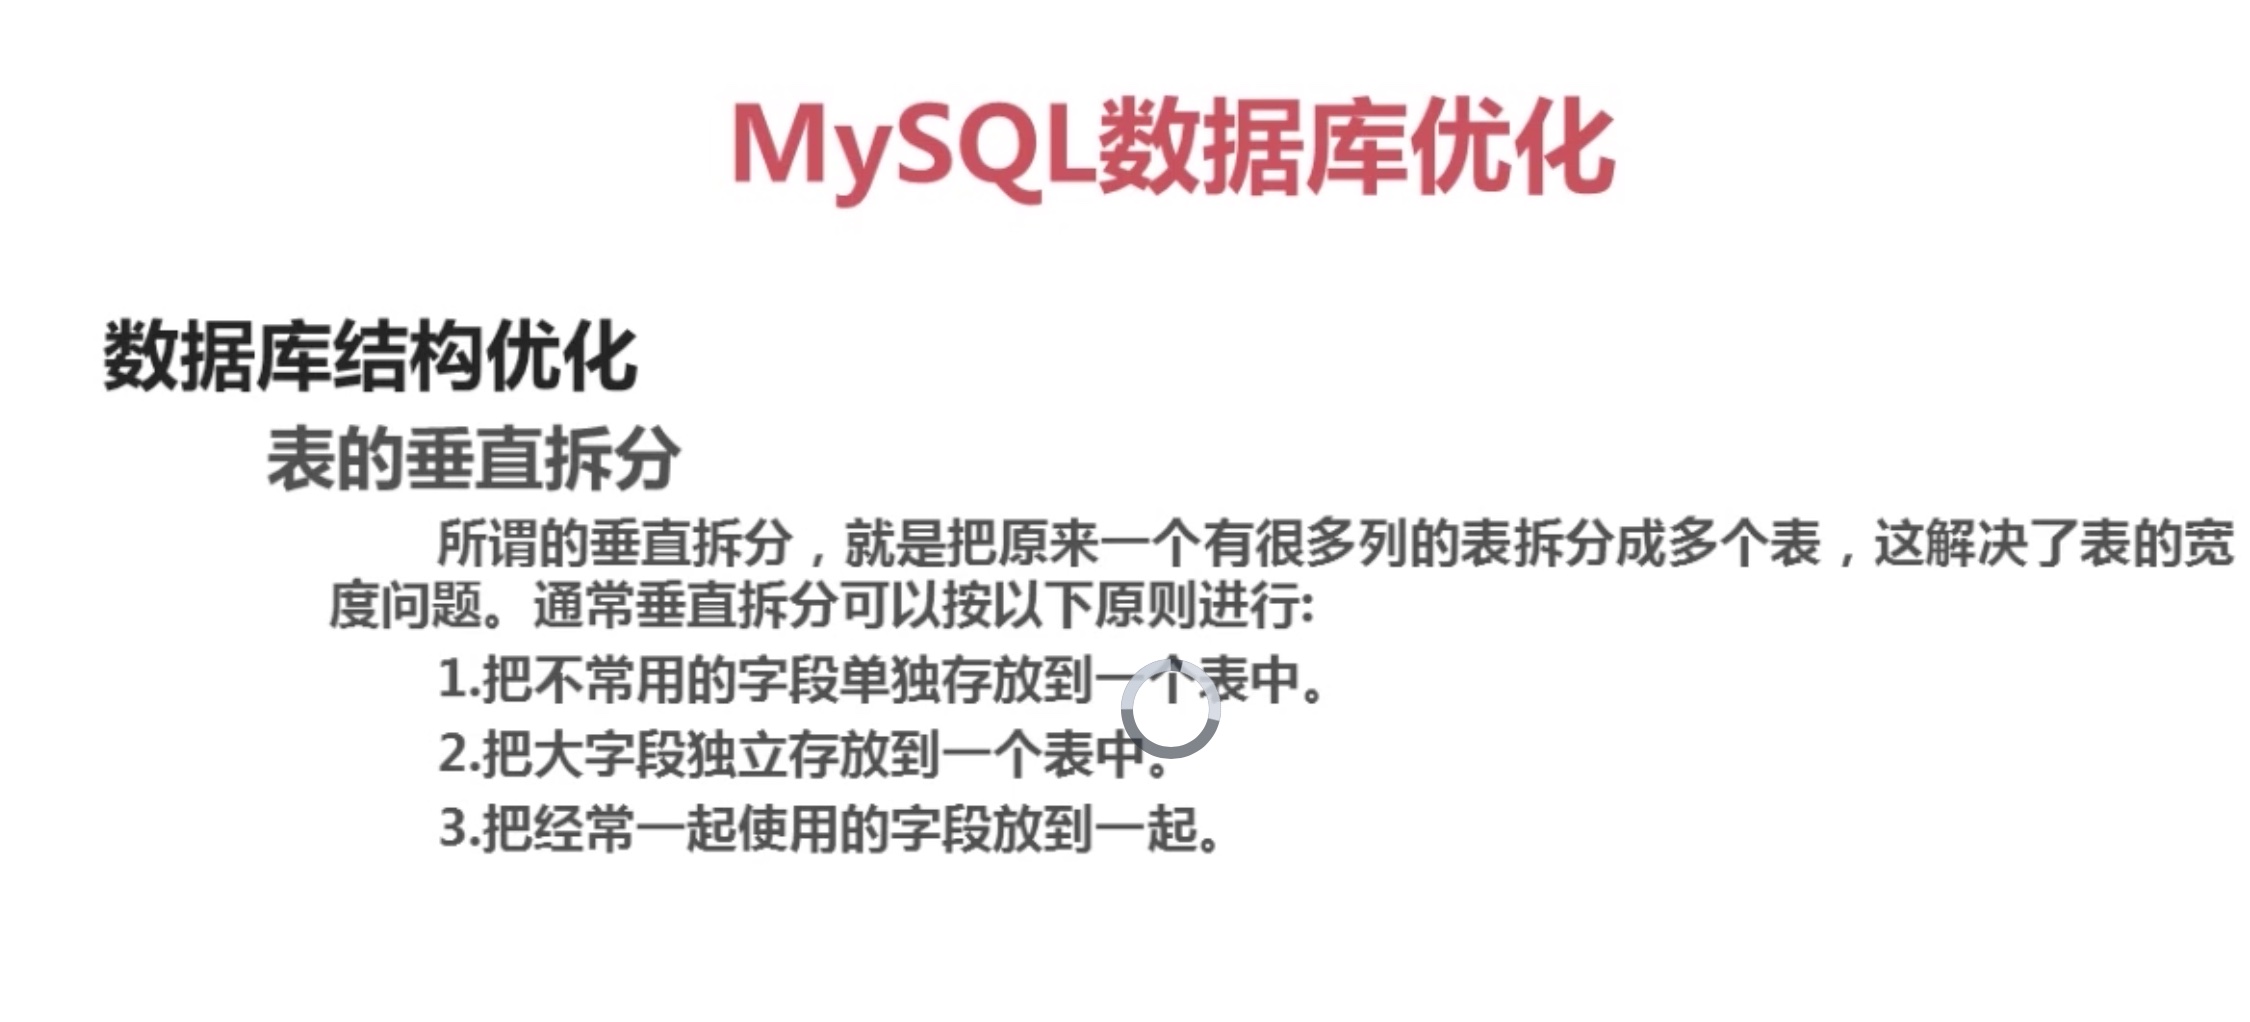 MySQL数据库优化
数据库结构优化
表的垂直拆分
所谓的垂直拆分，就是把原来一个有很多列的表拆分成多个表，这解决了表的宽
度问题。通常垂直拆分可以按以下原则进行:
1.把不常用的字段单独存放到一个表中。
2.把大字段独立存放到一个表中。
3.把经常一起使用的字段放到一起。